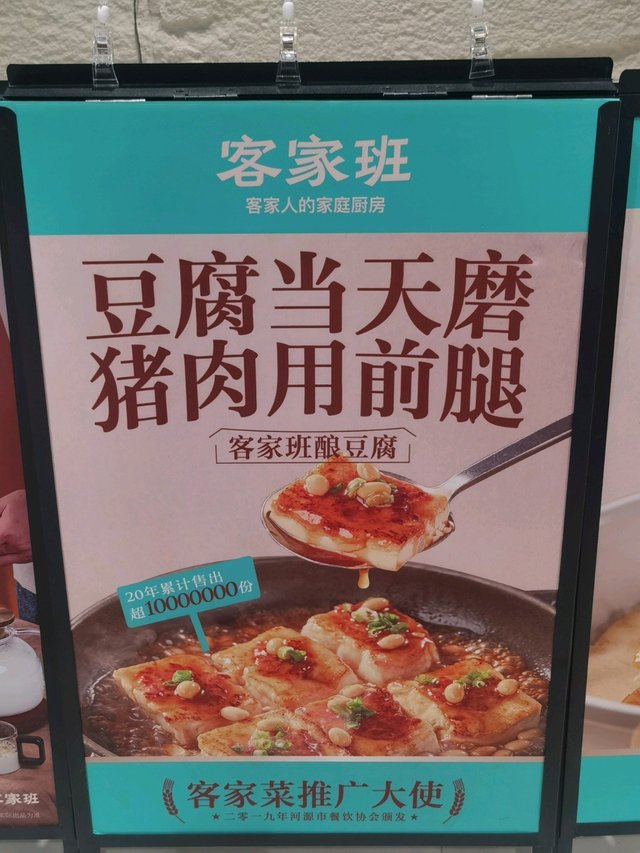 客家班
客家人的家庭厨房
豆腐当天磨
猪肉用前腿
客家班酿豆腐
20年累计售出
超10000000份
客家菜推广大使
★二零一九年河源市餐饮协会颁发★
家班